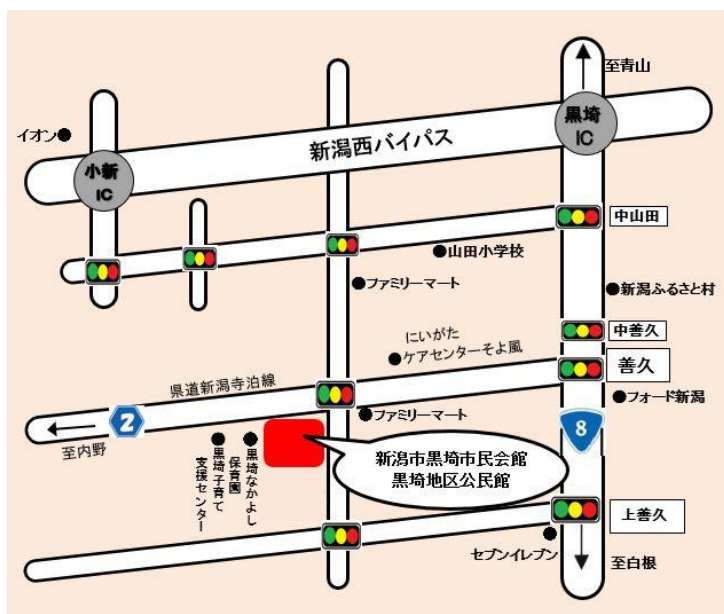 至青山
イオン
黒埼
IC
新潟西バイパス
小新
IC
中山田
山田小学校
ファミリーマート
新潟ふるさと村
中善久
にいがた
ケアセンターそよ風
善久
県道新潟寺泊線
フォード新潟
2
ファミリーマート
8
至内野
黒埼なかよし
保育園
黒埼子育て
支援センター
新潟市黒埼市民会館
黒埼地区公民館
上善久
セブンイレブン
至白根